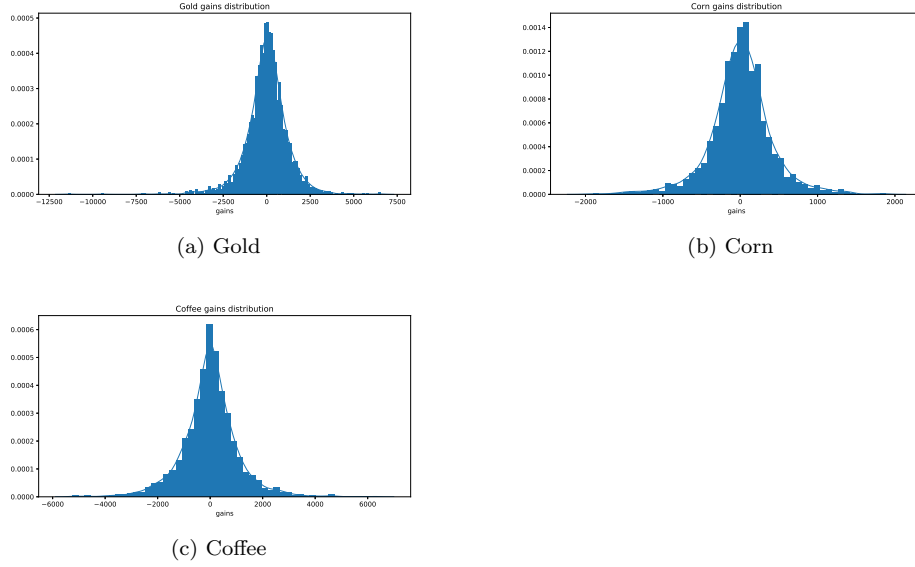 Gold gains distribution
0.0005
0.0004
0.0003
0.0002
0.0001
0.0000
−12500 −10000 −7500 −5000 −2500 0 2500 5000 7500
gains
(a) Gold
Corn gains distribution
0.0014
0.0012
0.0010
0.0008
0.0006
0.0004
0.0002
0.0000
−2000 −1000 0 1000 2000
gains
(b) Corn
Coffee gains distribution
0.0006
0.0005
0.0004
0.0003
0.0002
0.0001
0.0000
−6000 −4000 −2000 0 2000 4000 6000
gains
(c) Coffee